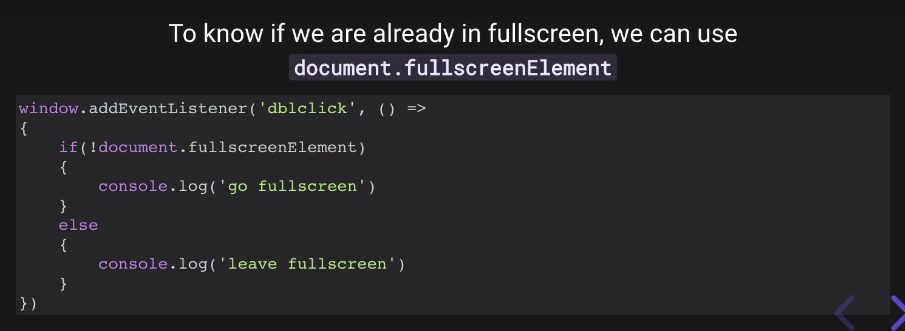 To know if we are already in fullscreen, we can use
document.fullscreenElement
window.addEventListener('dblclick', () =>
{
    if(!document.fullscreenElement)
    {
        console.log('go fullscreen')
    }
    else
    {
        console.log('leave fullscreen')
    }
})